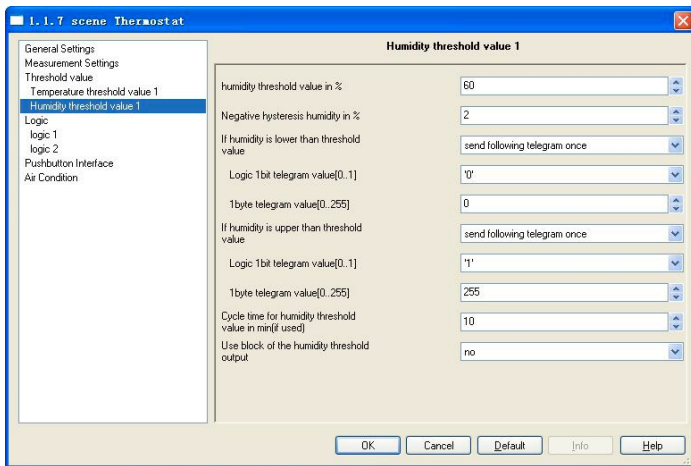 1.1.7 scene Thermostat
General Settings
Measurement Settings
Threshold value
Temperature threshold value 1
Humidity threshold value 1
Logic
logic 1
logic 2
Pushbutton Interface
Air Condition
Humidity threshold value 1
humidity threshold value in % 60
Negative hysteresis humidity in % 2
If humidity is lower than threshold
value send following telegram once
Logic 1bit telegram value[0..1] '0'
1byte telegram value[0..255] 0
If humidity is upper than threshold
value send following telegram once
Logic 1bit telegram value[0..1] '1'
1byte telegram value[0..255] 255
Cycle time for humidity threshold
value in min(if used) 10
Use block of the humidity threshold
output no
OK Cancel Default Info Help